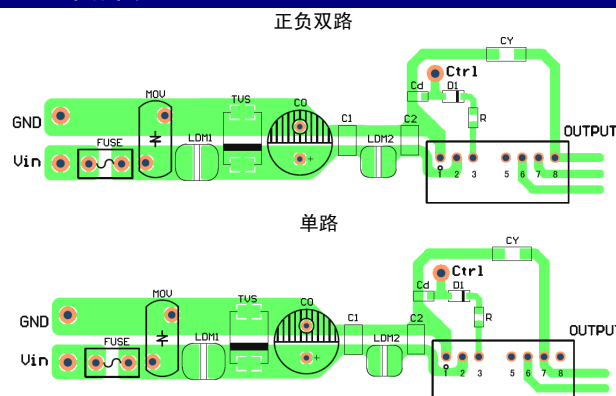 正负双路
CY
Ctrl
MOV
TVS
CO
Cd
D1
C1
C2
R
GND
FUSE
LDM1
LDM2
OUTPUT
Vin
1 2 3 5 6 7 8
单路
CY
Ctrl
MOV
TVS
CO
Cd
D1
C1
C2
R
GND
FUSE
LDM1
LDM2
OUTPUT
Vin
1 2 3 5 6 7 8